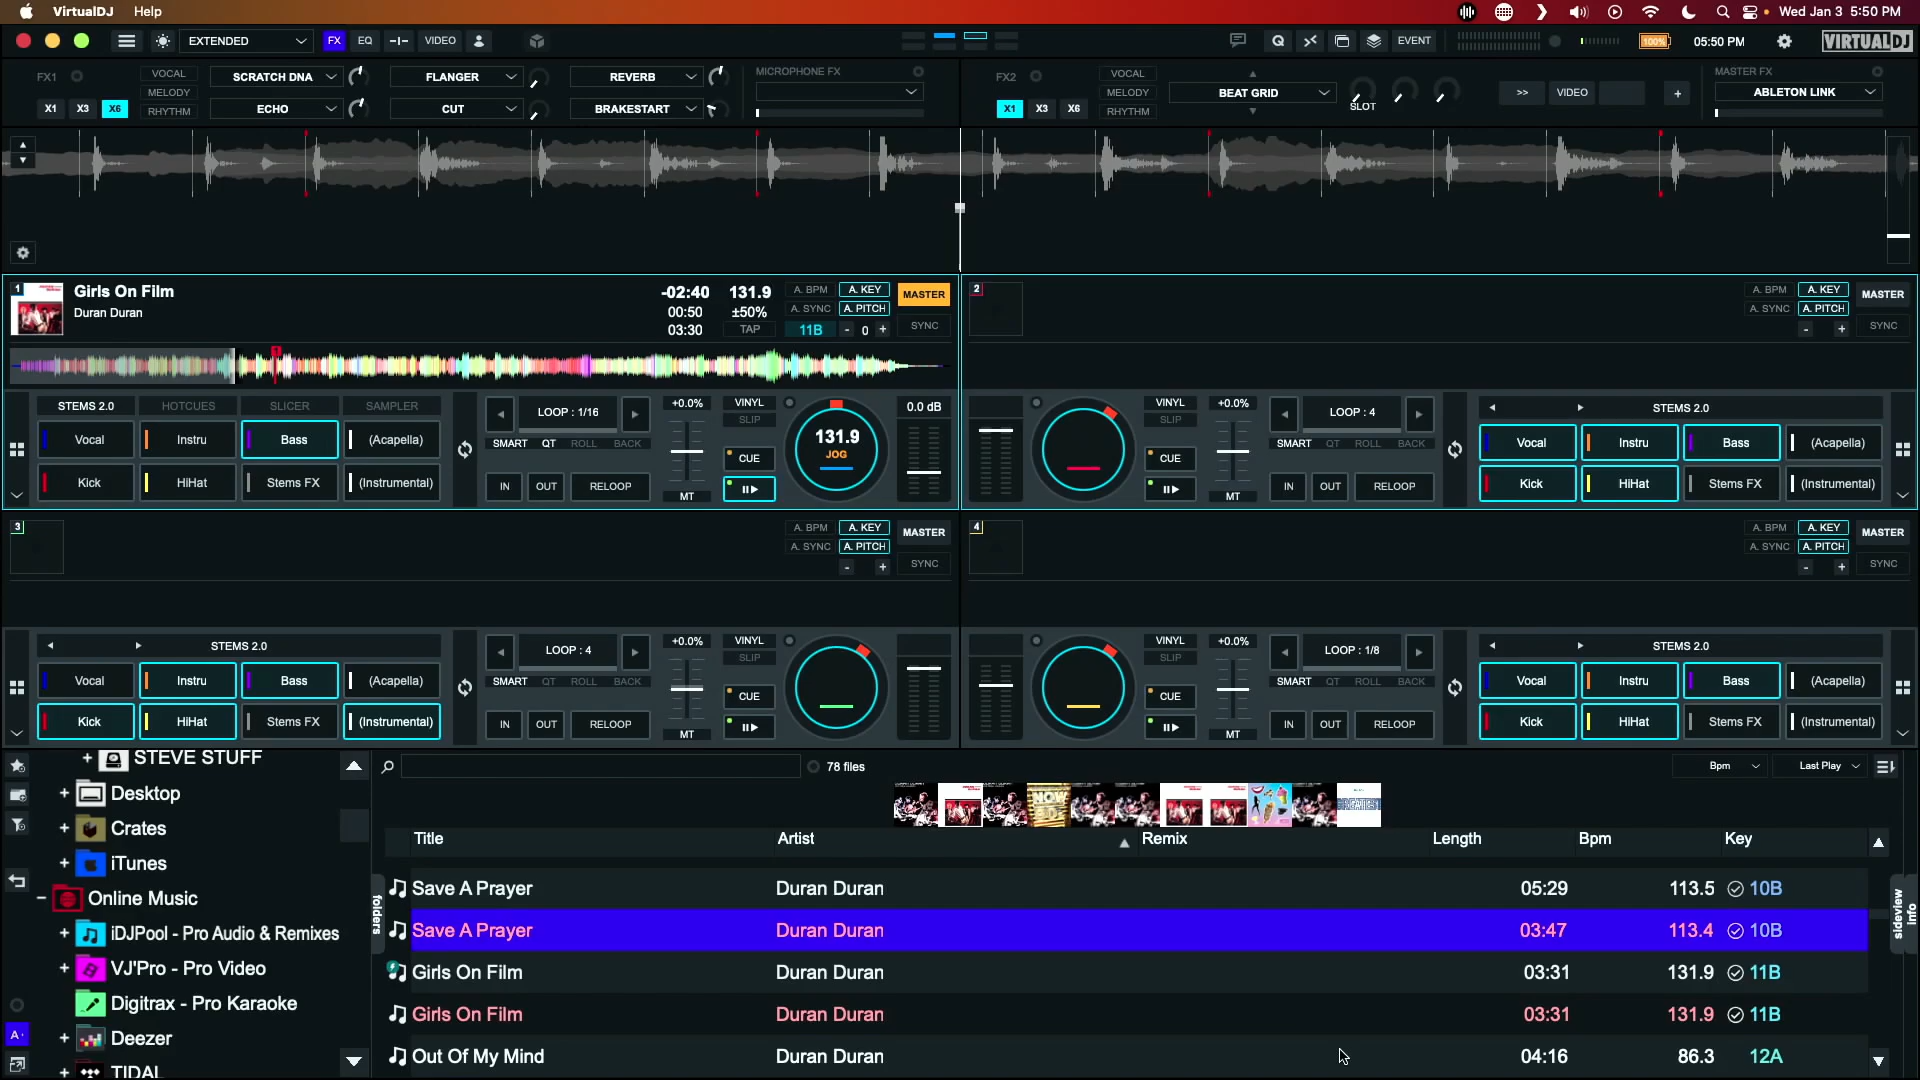 VirtualDJ Help Wed Jan 3 5:50 PM
EXTENDED FX EQ VIDEO EVENT 100% 05:50 PM VIRTUALDJ
FX1 VOCAL SCRATCH DNA FLANGER REVERB MICROPHONE FX FX2 VOCAL MASTER FX
MELODY MELODY BEAT GRID SLOT >> VIDEO + ABLETON LINK
X1 X3 X6 RHYTHM ECHO CUT BRAKESTART X1 X3 X6 RHYTHM
1 Girls On Film -02:40 131.9 A. BPM A. KEY MASTER
Duran Duran 00:50 ±50% A. SYNC A. PITCH
03:30 TAP 11B - 0 + SYNC
1
2 A. BPM A. KEY MASTER
A. SYNC A. PITCH
- + SYNC
STEMS 2.0 HOTCUES SLICER SAMPLER LOOP : 1/16 +0.0% VINYL 0.0 dB
SLIP
Vocal Instru Bass (Acapella) SMART QT ROLL BACK CUE 131.9
JOG
Kick HiHat Stems FX (Instrumental) IN OUT RELOOP MT
VINYL +0.0% LOOP : 4 STEMS 2.0
SLIP
CUE SMART QT ROLL BACK Vocal Instru Bass (Acapella)
MT IN OUT RELOOP Kick HiHat Stems FX (Instrumental)
3 A. BPM A. KEY MASTER
A. SYNC A. PITCH
- + SYNC
4 A. BPM A. KEY MASTER
A. SYNC A. PITCH
- + SYNC
STEMS 2.0 LOOP : 4 +0.0% VINYL
SLIP
Vocal Instru Bass (Acapella) SMART QT ROLL BACK CUE
Kick HiHat Stems FX (Instrumental) IN OUT RELOOP MT
VINYL +0.0% LOOP : 1/8 STEMS 2.0
SLIP
CUE SMART QT ROLL BACK Vocal Instru Bass (Acapella)
MT IN OUT RELOOP Kick HiHat Stems FX (Instrumental)
+ STEVE STUFF
+ Desktop
+ Crates
+ iTunes
- Online Music
+ iDJPool - Pro Audio & Remixes
+ VJ'Pro - Pro Video
Digitrax - Pro Karaoke
+ Deezer
+ TIDAL
A+
folders
78 files Bpm Last Play
NOW
GREATEST
Title Artist Remix Length Bpm Key
Save A Prayer Duran Duran 05:29 113.5 10B
Save A Prayer Duran Duran 03:47 113.4 10B
Girls On Film Duran Duran 03:31 131.9 11B
Girls On Film Duran Duran 03:31 131.9 11B
Out Of My Mind Duran Duran 04:16 86.3 12A
sideview
info